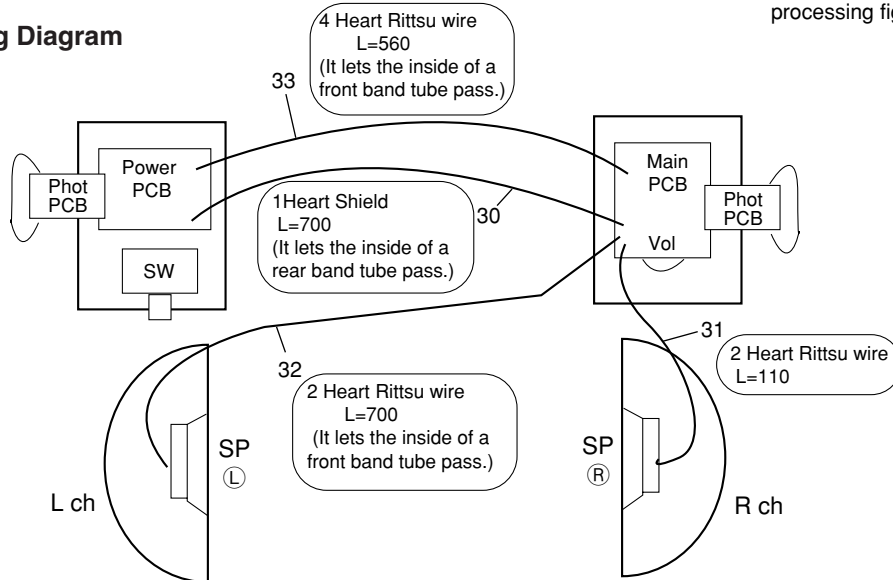 g Diagram
processing fig
4 Heart Rittsu wire
L=560
(It lets the inside of a
front band tube pass.)
33
Power
PCB
Phot
PCB
SW
1Heart Shield
L=700
(It lets the inside of a
rear band tube pass.)
30
Main
PCB
Vol
Phot
PCB
31
2 Heart Rittsu wire
L=110
32
2 Heart Rittsu wire
L=700
(It lets the inside of a
front band tube pass.)
SP
L
L ch
SP
R
R ch